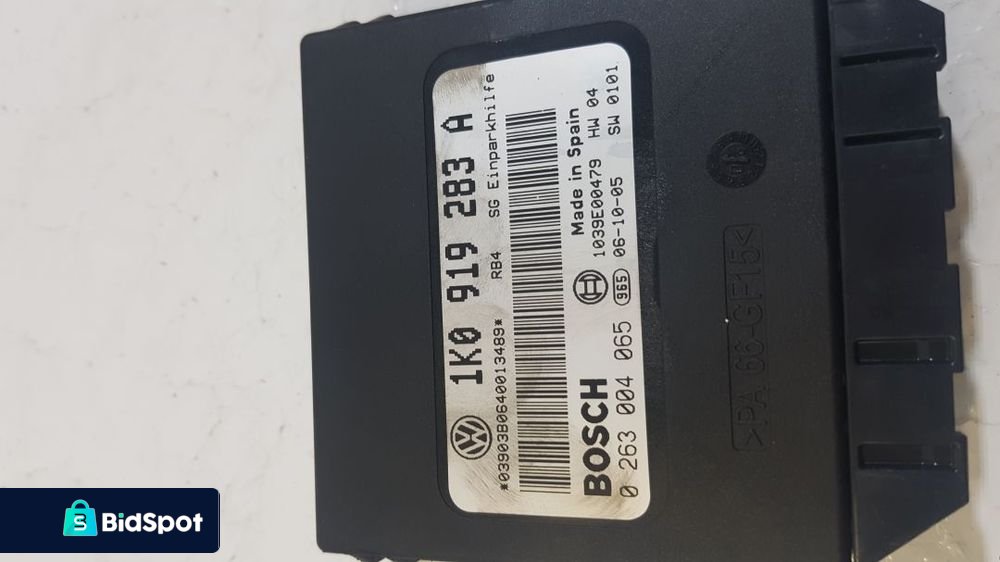 1K0 919 283 A
RB4 SG Einparkhilfe
*03903B0640013489*
Made in Spain
BOSCH 1039E00479 HW 04
0 263 004 065 965 06-10-05 SW 0101
>PA 66-GF15<
BidSpot